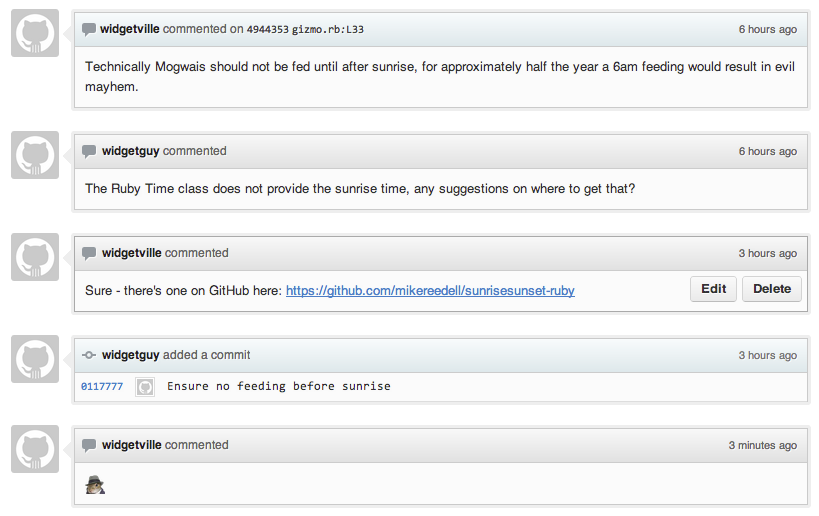 widgetville commented on 4944353 gizmo.rb:L33 6 hours ago
Technically Mogwais should not be fed until after sunrise, for approximately half the year a 6am feeding would result in evil
mayhem.
widgetguy commented 6 hours ago
The Ruby Time class does not provide the sunrise time, any suggestions on where to get that?
widgetville commented 3 hours ago
Sure - there's one on GitHub here: https://github.com/mikereedell/sunrisesunset-ruby Edit Delete
widgetguy added a commit 3 hours ago
0117777 Ensure no feeding before sunrise
widgetville commented 3 minutes ago